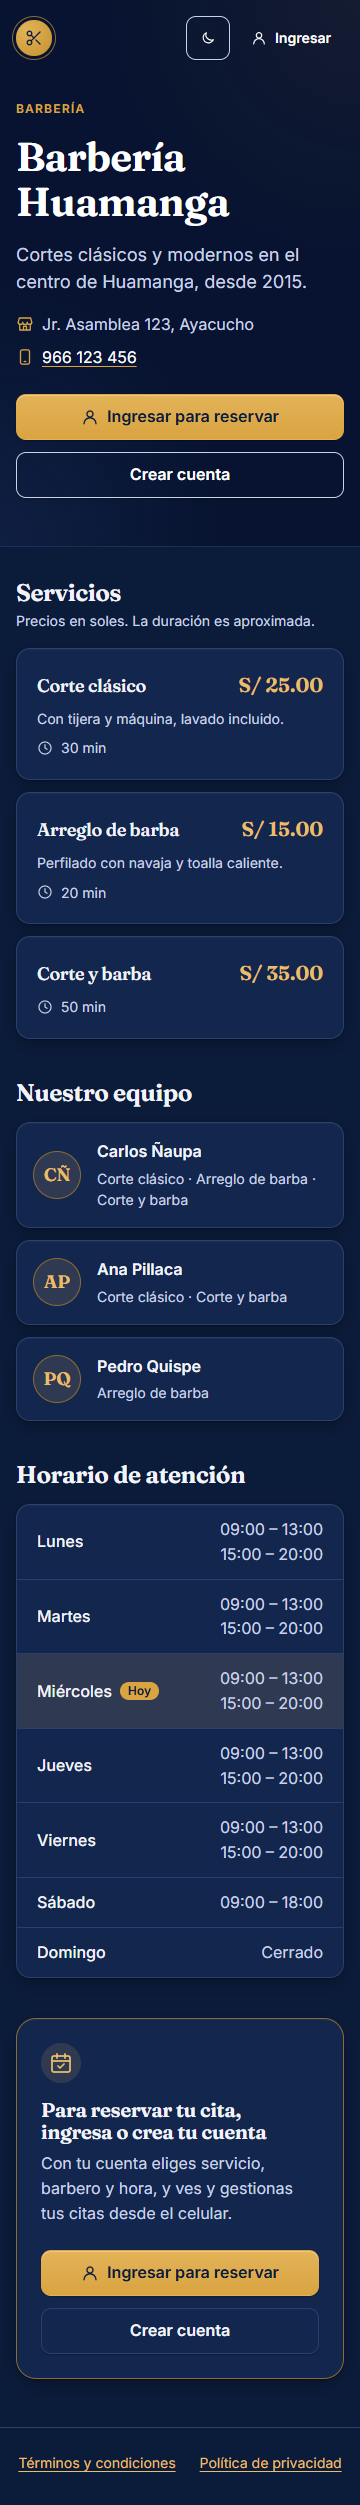 Ingresar
BARBERÍA
Barbería
Huamanga
Cortes clásicos y modernos en el
centro de Huamanga, desde 2015.
Jr. Asamblea 123, Ayacucho
966 123 456
Ingresar para reservar
Crear cuenta
Servicios
Precios en soles. La duración es aproximada.
Corte clásico S/ 25.00
Con tijera y máquina, lavado incluido.
30 min
Arreglo de barba S/ 15.00
Perfilado con navaja y toalla caliente.
20 min
Corte y barba S/ 35.00
50 min
Nuestro equipo
CÑ
Carlos Ñaupa
Corte clásico · Arreglo de barba ·
Corte y barba
AP
Ana Pillaca
Corte clásico · Corte y barba
PQ
Pedro Quispe
Arreglo de barba
Horario de atención
Lunes
09:00 – 13:00
15:00 – 20:00
Martes
09:00 – 13:00
15:00 – 20:00
Miércoles Hoy
09:00 – 13:00
15:00 – 20:00
Jueves
09:00 – 13:00
15:00 – 20:00
Viernes
09:00 – 13:00
15:00 – 20:00
Sábado 09:00 – 18:00
Domingo Cerrado
Para reservar tu cita,
ingresa o crea tu cuenta
Con tu cuenta eliges servicio,
barbero y hora, y ves y gestionas
tus citas desde el celular.
Ingresar para reservar
Crear cuenta
Términos y condiciones Política de privacidad